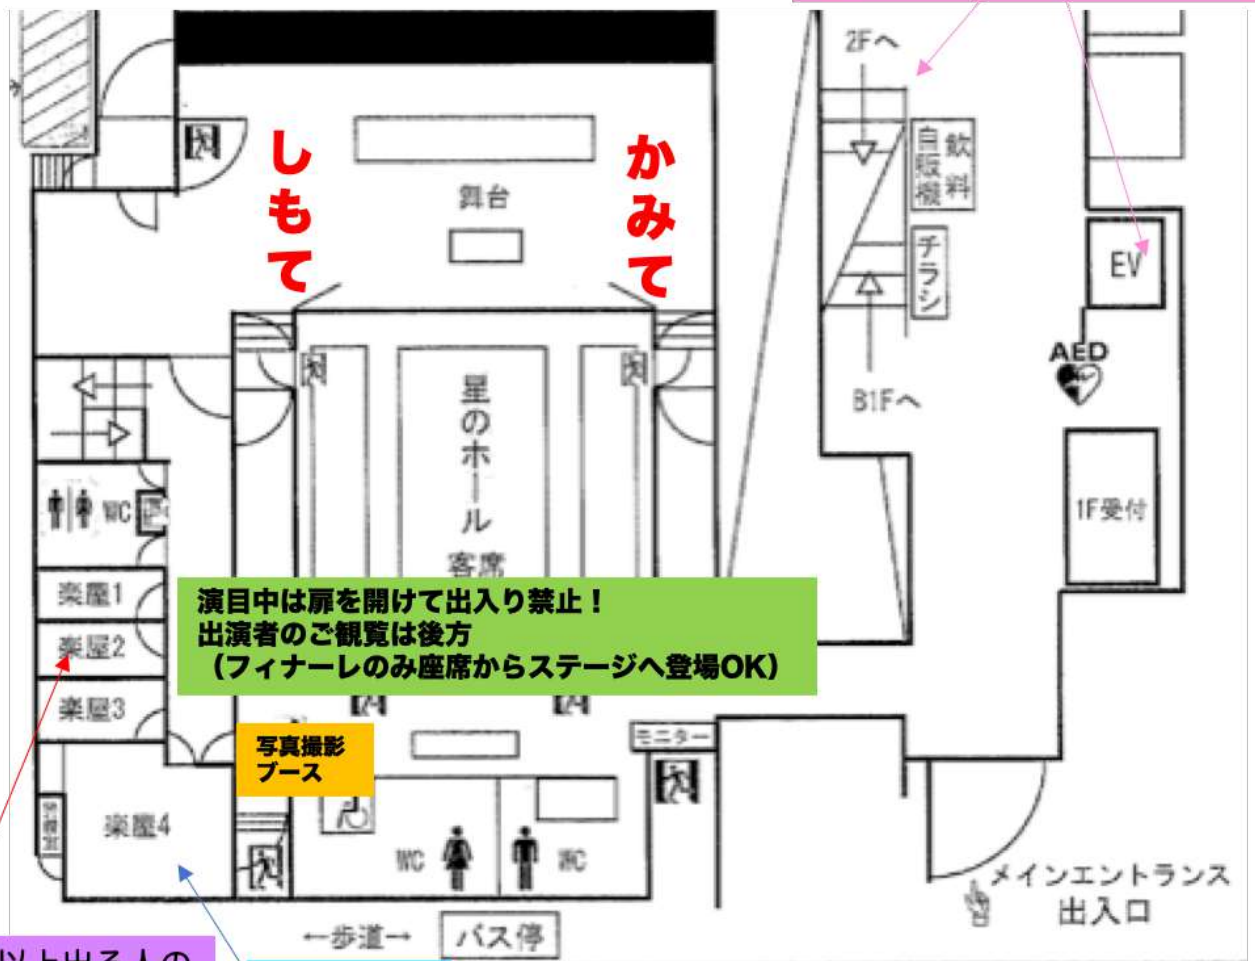 2Fへ
飲料
自販機
チラシ
しもて
かみて
舞台
EV
AED
B1Fへ
星のホール
客席
1F受付
WC
楽屋1
楽屋2
楽屋3
演目中は扉を開けて出入り禁止！
出演者のご観覧は後方
（フィナーレのみ座席からステージへ登場OK）
写真撮影
ブース
モニター
楽屋4
WC
WC
メインエントランス
出入口
←歩道→
バス停
以上出る人の